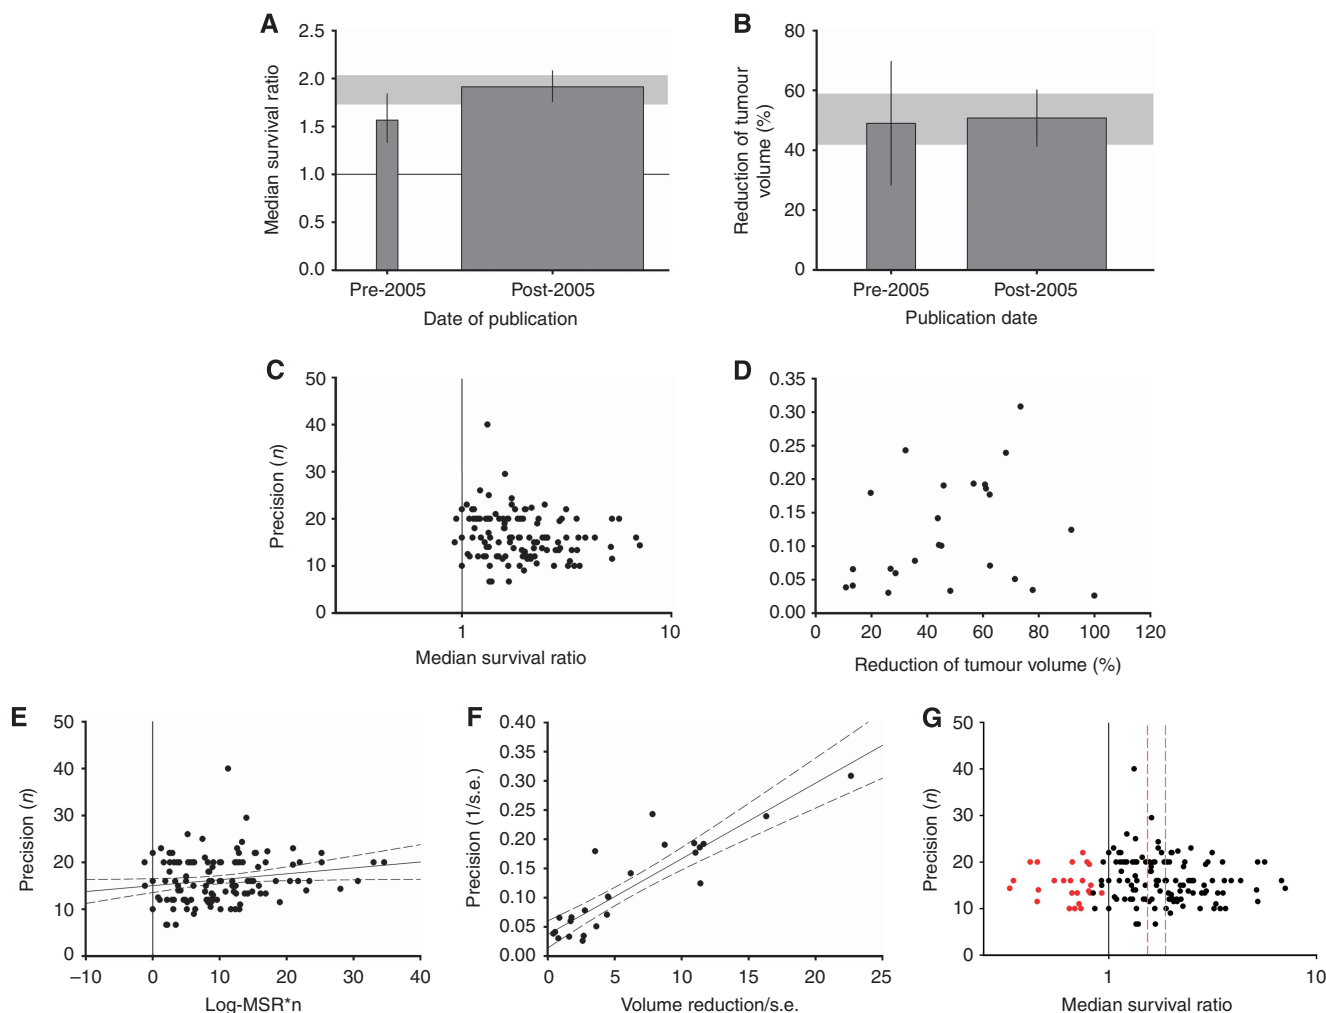 A
Median survival ratio
2.5
2.0
1.5
1.0
0.5
0.0
Pre-2005
Post-2005
Date of publication
B
Reduction of tumour
volume (%)
80
60
40
20
0
Pre-2005
Post-2005
Publication date
C
Precision (n)
50
40
30
20
10
0
1
10
Median survival ratio
D
0.35
0.30
0.25
0.20
0.15
0.10
0.05
0.00
0
20
40
60
80
100
120
Reduction of tumour volume (%)
E
Precision (n)
50
40
30
20
10
0
–10
0
10
20
30
40
Log-MSR*n
F
Precision (1/s.e.)
0.40
0.35
0.30
0.25
0.20
0.15
0.10
0.05
0.00
0
5
10
15
20
25
Volume reduction/s.e.
G
Precision (n)
50
40
30
20
10
0
1
10
Median survival ratio